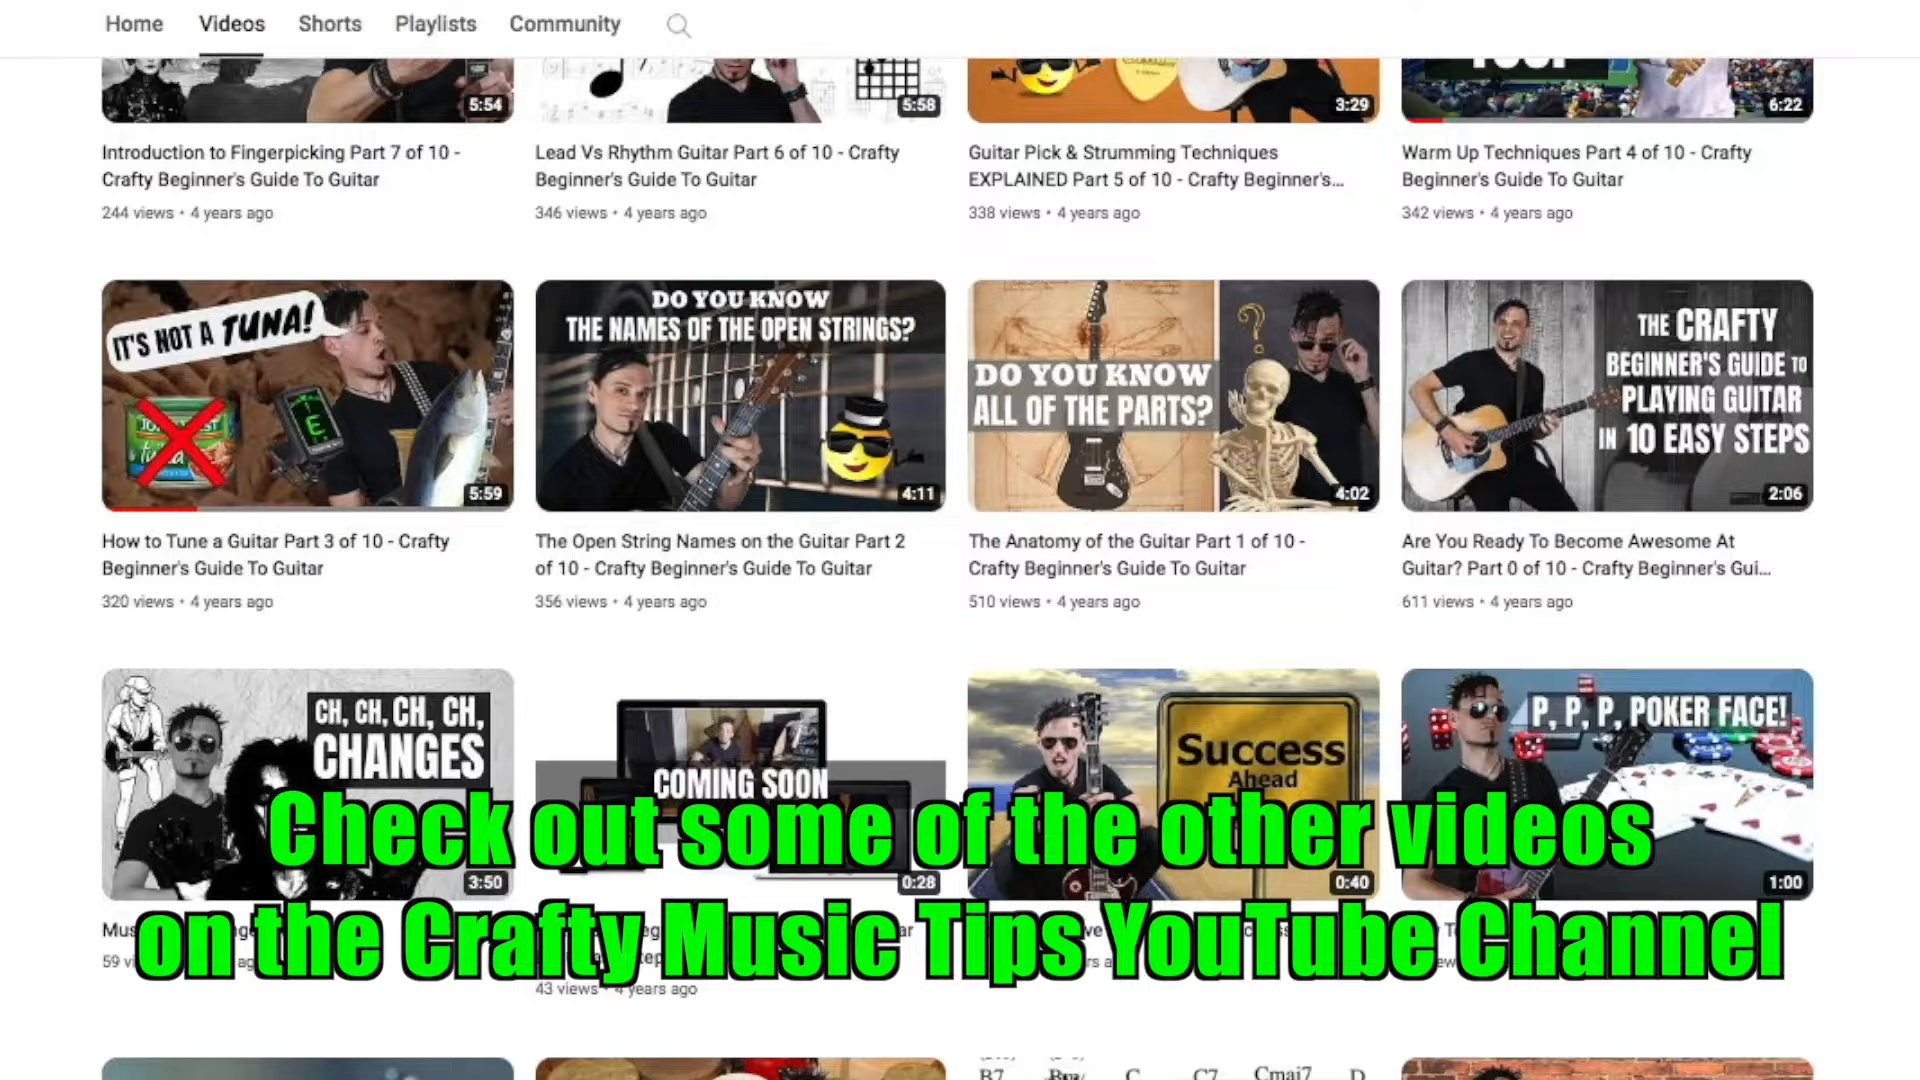 Home Videos Shorts Playlists Community
5:54
5:58
3:29
6:22
Introduction to Fingerpicking Part 7 of 10 -
Crafty Beginner's Guide To Guitar
244 views • 4 years ago
Lead Vs Rhythm Guitar Part 6 of 10 - Crafty
Beginner's Guide To Guitar
346 views • 4 years ago
Guitar Pick & Strumming Techniques
EXPLAINED Part 5 of 10 - Crafty Beginner's...
338 views • 4 years ago
Warm Up Techniques Part 4 of 10 - Crafty
Beginner's Guide To Guitar
342 views • 4 years ago
IT'S NOT A TUNA!
E
5:59
DO YOU KNOW
THE NAMES OF THE OPEN STRINGS?
4:11
DO YOU KNOW
ALL OF THE PARTS?
4:02
THE CRAFTY
BEGINNER'S GUIDE TO
PLAYING GUITAR
IN 10 EASY STEPS
2:06
How to Tune a Guitar Part 3 of 10 - Crafty
Beginner's Guide To Guitar
320 views • 4 years ago
The Open String Names on the Guitar Part 2
of 10 - Crafty Beginner's Guide To Guitar
356 views • 4 years ago
The Anatomy of the Guitar Part 1 of 10 -
Crafty Beginner's Guide To Guitar
510 views • 4 years ago
Are You Ready To Become Awesome At
Guitar? Part 0 of 10 - Crafty Beginner's Gui...
611 views • 4 years ago
CH, CH, CH, CH,
CHANGES
3:50
COMING SOON
0:28
Success
Ahead
0:40
P, P, P, POKER FACE!
1:00
Check out some of the other videos
on the Crafty Music Tips YouTube Channel
43 views • 4 years ago
B7 C C7 Cmaj7 D